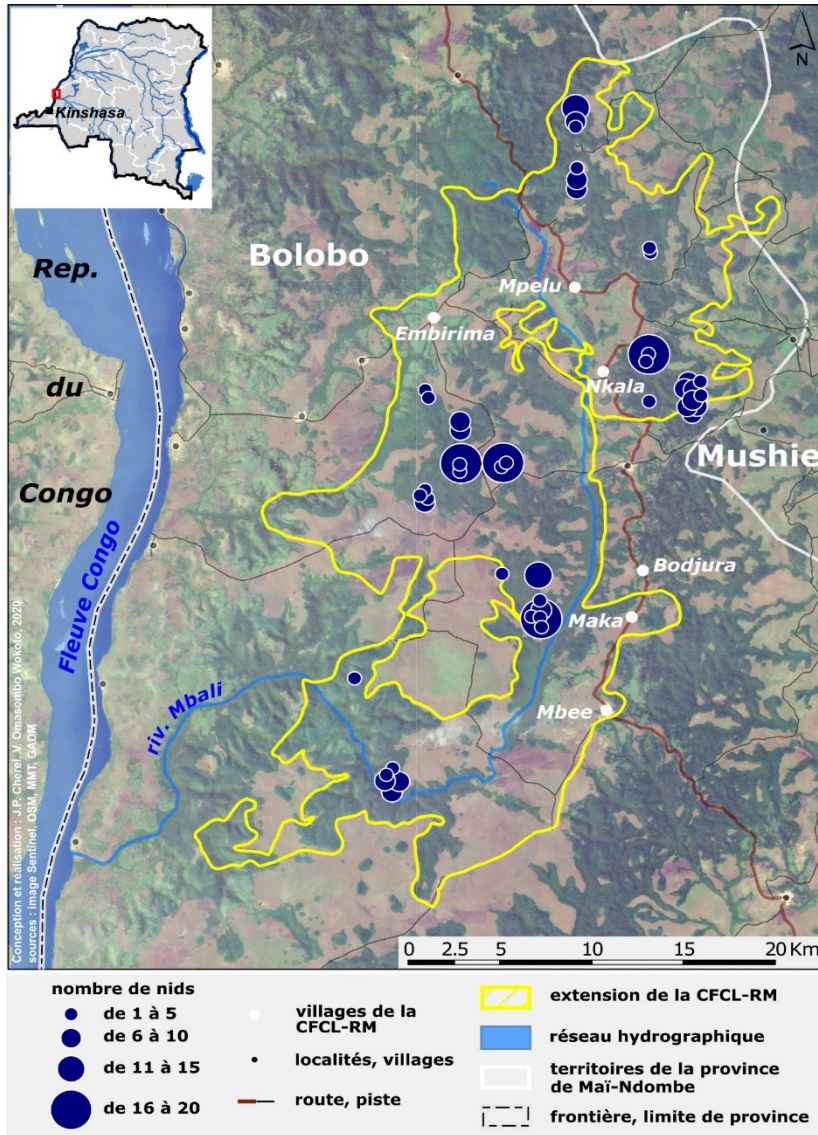 Kinshasa
N
Rep.
du
Congo
Fleuve Congo
Bolobo
Mpelu
Embirima
Nkala
Mushie
Bodjura
Maka
Mbee
riv. Mbali
Conception et réalisation : J.P. Cherel, V. Omasombo Wokoto, 2020
sources : image Sentinel, OSM, MMT, GADM
0 2.5 5 10 15 20 Km
nombre de nids
de 1 à 5
de 6 à 10
de 11 à 15
de 16 à 20
villages de la
CFCL-RM
localités, villages
route, piste
extension de la CFCL-RM
réseau hydrographique
territoires de la province
de Maï-Ndombe
frontière, limite de province